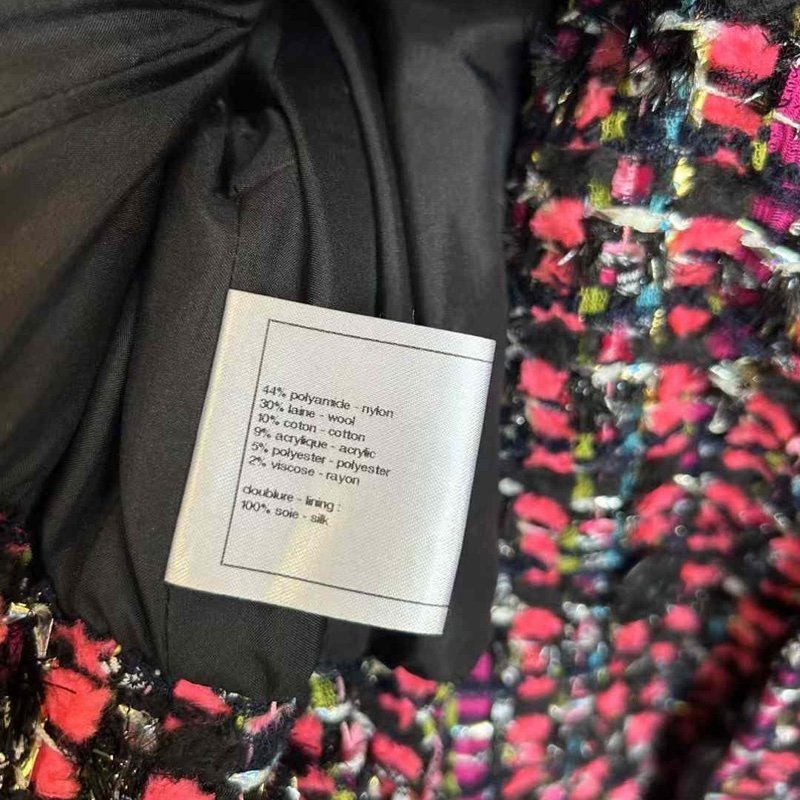 44% polyamide - nylon
30% laine - wool
10% coton - cotton
9% acrylique - acrylic
5% polyester - polyester
2% viscose - rayon
doublure - lining :
100% soie - silk